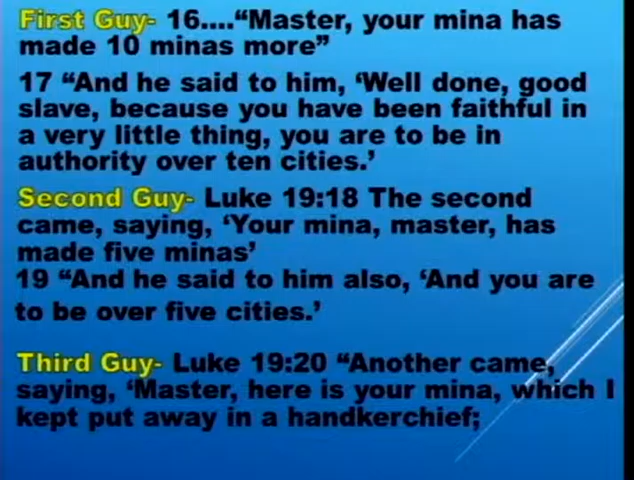 First Guy- 16....“Master, your mina has
made 10 minas more”
17 “And he said to him, ‘Well done, good
slave, because you have been faithful in
a very little thing, you are to be in
authority over ten cities.’
Second Guy- Luke 19:18 The second
came, saying, ‘Your mina, master, has
made five minas’
19 “And he said to him also, ‘And you are
to be over five cities.’
Third Guy- Luke 19:20 “Another came,
saying, ‘Master, here is your mina, which I
kept put away in a handkerchief;